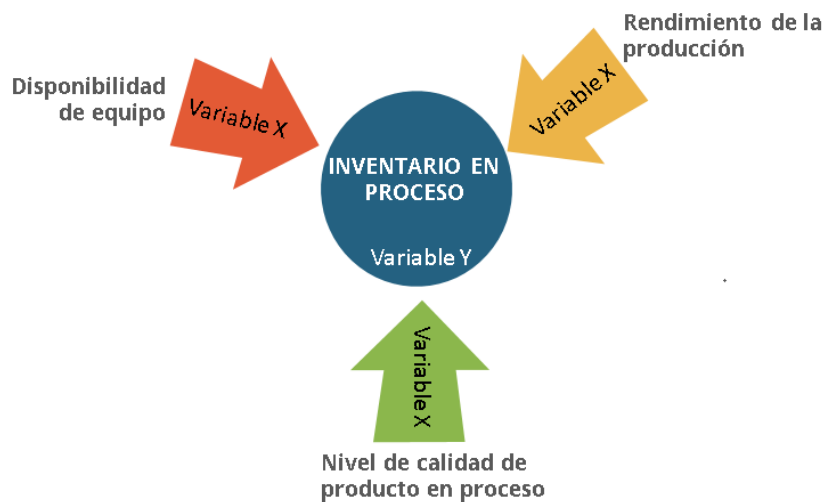 Rendimiento de la
producción
Variable X
Disponibilidad
de equipo
Variable X
INVENTARIO EN
PROCESO
Variable Y
Variable X
Nivel de calidad de
producto en proceso